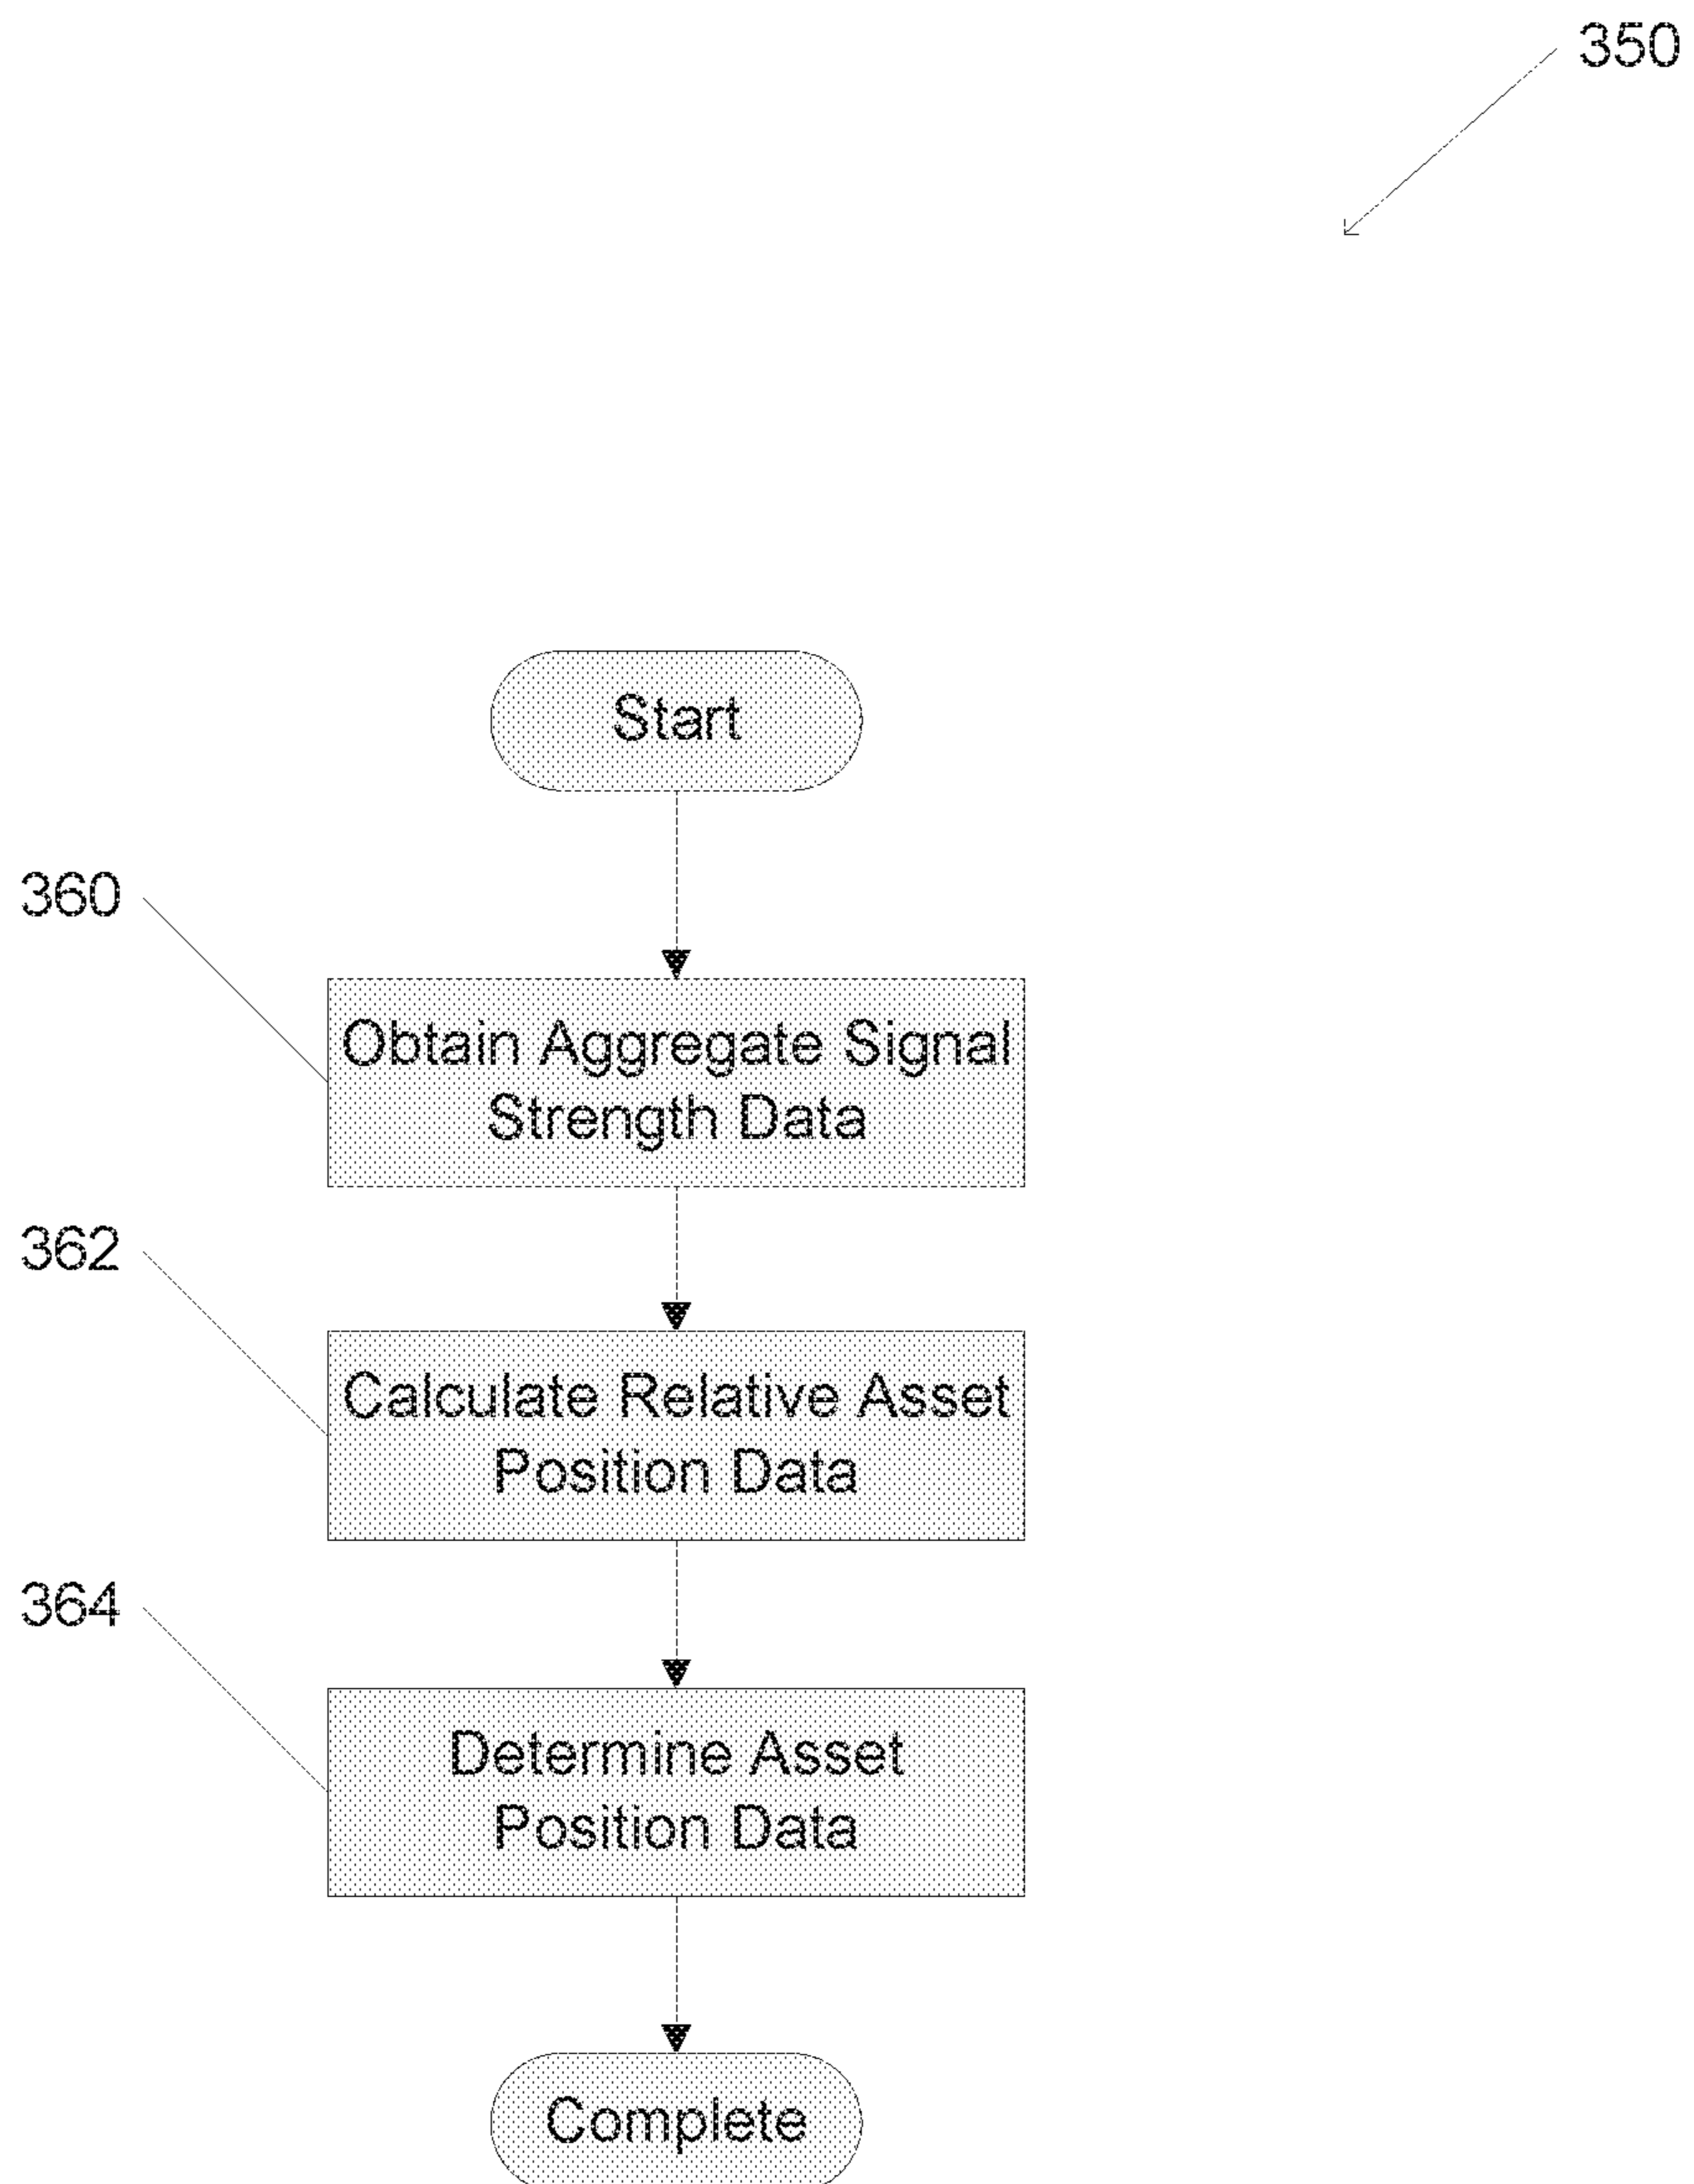 350
Start
360
Obtain Aggregate Signal
Strength Data
362
Calculate Relative Asset
Position Data
364
Determine Asset
Position Data
Complete